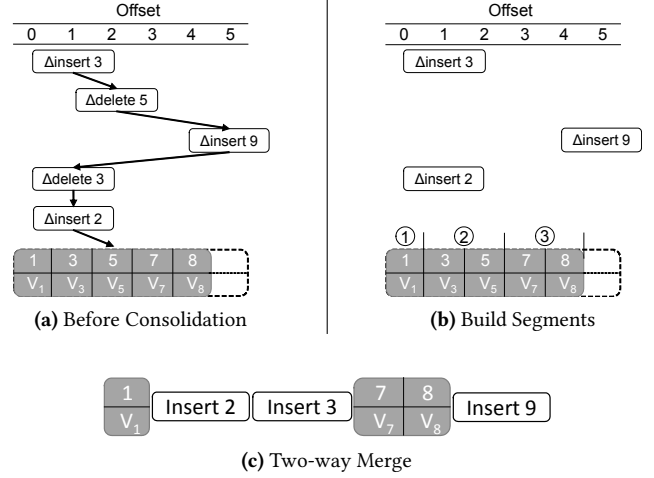 Offset
0 1 2 3 4 5
Δinsert 3
Δdelete 5
Δinsert 9
Δdelete 3
Δinsert 2
1 3 5 7 8
V₁ V₃ V₅ V₇ V₈
(a) Before Consolidation
Offset
0 1 2 3 4 5
Δinsert 3
Δinsert 9
Δinsert 2
① ② ③
1 3 5 7 8
V₁ V₃ V₅ V₇ V₈
(b) Build Segments
1 Insert 2 Insert 3 7 8 Insert 9
V₁ V₇ V₈
(c) Two-way Merge